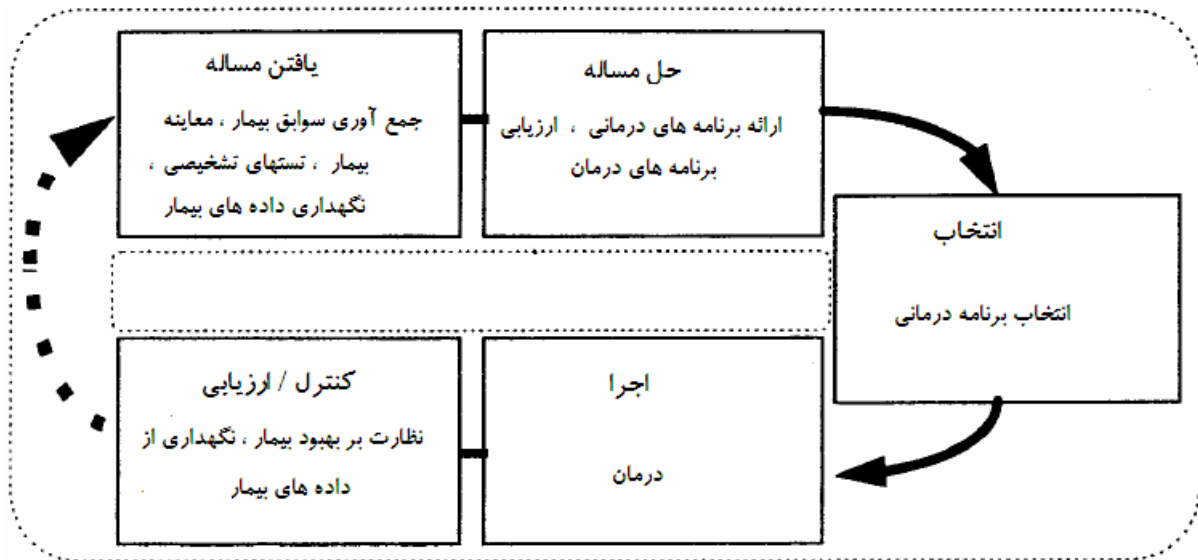 یافتن مساله
جمع آوری سوابق بیمار ، معاینه
بیمار ، تستهای تشخیصی ،
نگهداری داده های بیمار
حل مساله
ارائه برنامه های درمانی ، ارزیابی
برنامه های درمان
انتخاب
انتخاب برنامه درمانی
اجرا
درمان
کنترل / ارزیابی
نظارت بر بهبود بیمار ، نگهداری از
داده های بیمار